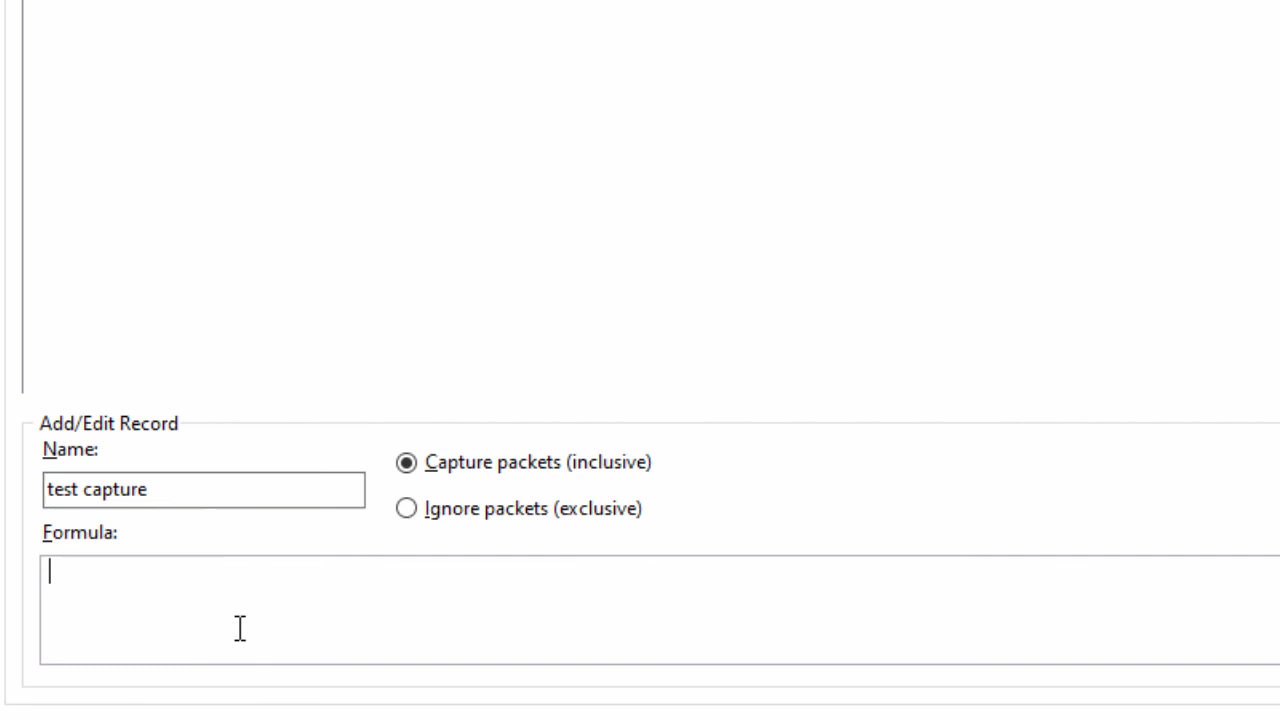 Add/Edit Record
Name:
Capture packets (inclusive)
test capture
Ignore packets (exclusive)
Formula: